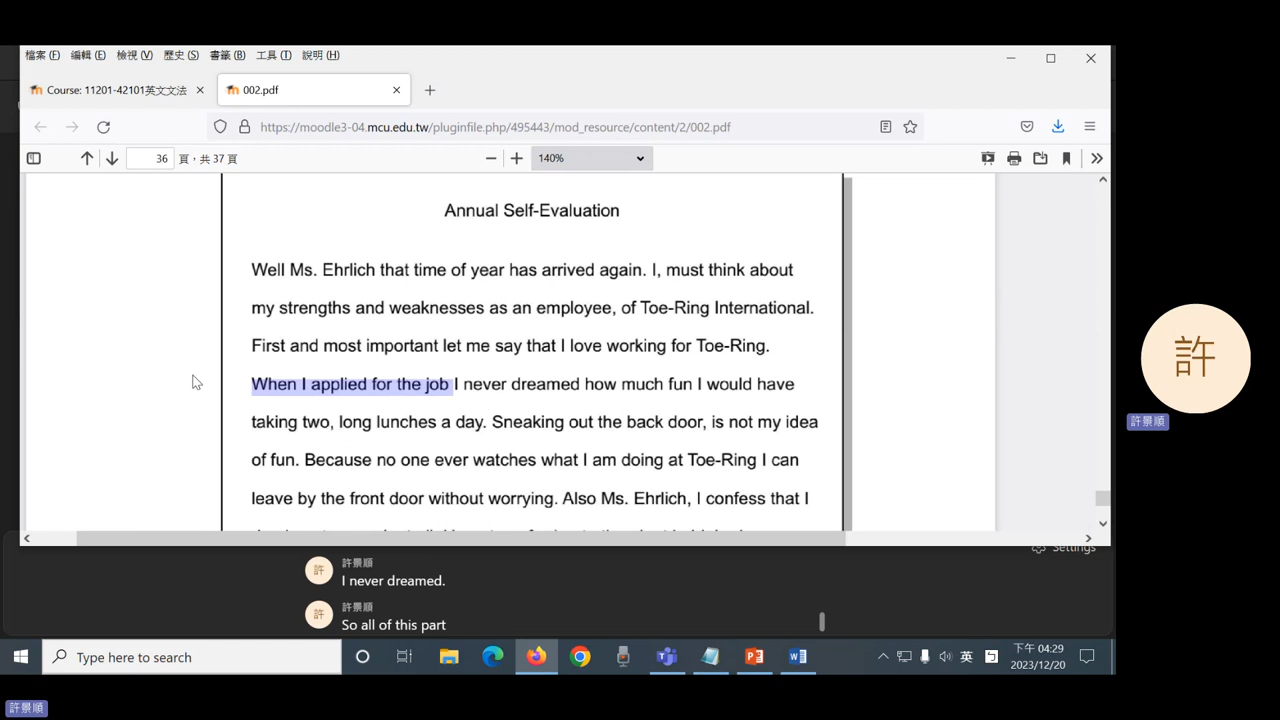 檔案(F) 編輯(E) 檢視(V) 歷史(S) 書籤(B) 工具(T) 說明(H)
Course: 11201-42101英文文法
002.pdf
https://moodle3-04.mcu.edu.tw/pluginfile.php/495443/mod_resource/content/2/002.pdf
36 頁，共 37 頁
140%
Annual Self-Evaluation
Well Ms. Ehrlich that time of year has arrived again. I, must think about
my strengths and weaknesses as an employee, of Toe-Ring International.
First and most important let me say that I love working for Toe-Ring.
When I applied for the job I never dreamed how much fun I would have
taking two, long lunches a day. Sneaking out the back door, is not my idea
of fun. Because no one ever watches what I am doing at Toe-Ring I can
leave by the front door without worrying. Also Ms. Ehrlich, I confess that I
許
許景順
Settings
許
許景順
I never dreamed.
許
許景順
So all of this part
Type here to search
英
下午 04:29
2023/12/20
許景順